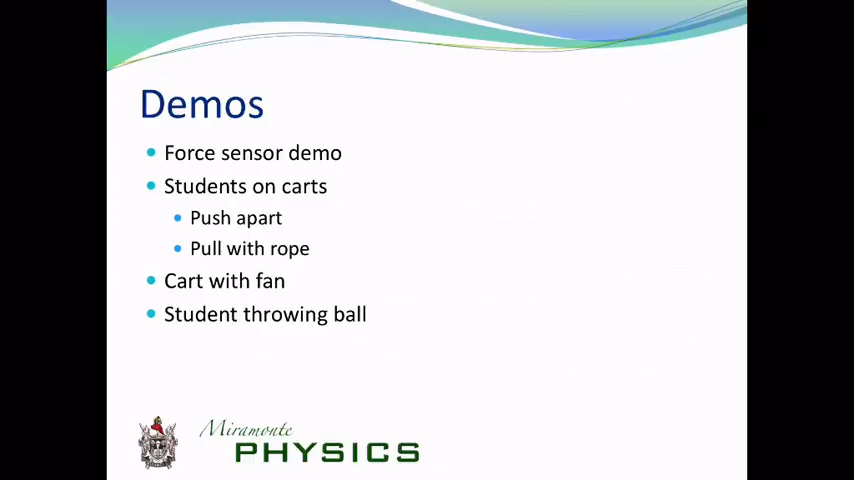 Demos
Force sensor demo
Students on carts
Push apart
Pull with rope
Cart with fan
Student throwing ball
Miramonte
PHYSICS